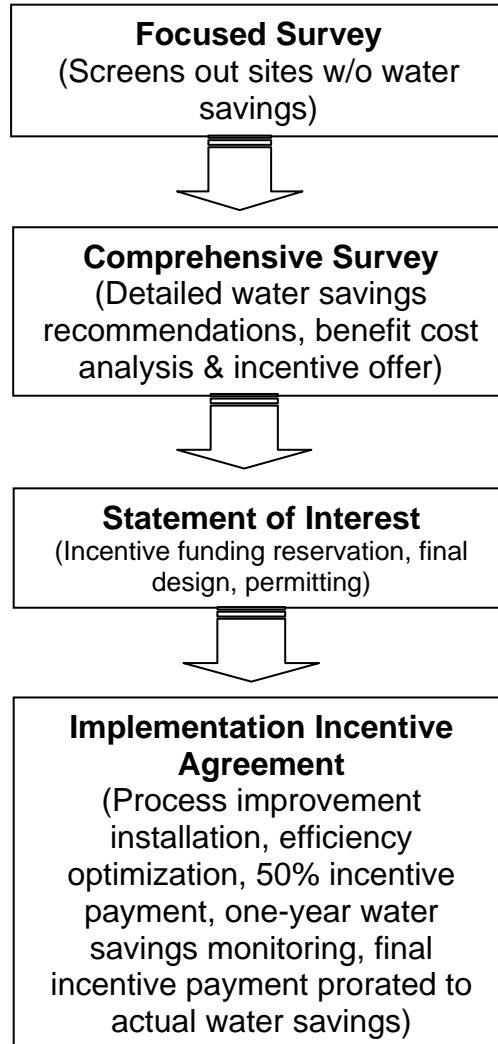 Focused Survey
(Screens out sites w/o water
savings)
Comprehensive Survey
(Detailed water savings
recommendations, benefit cost
analysis & incentive offer)
Statement of Interest
(Incentive funding reservation, final
design, permitting)
Implementation Incentive
Agreement
(Process improvement
installation, efficiency
optimization, 50% incentive
payment, one-year water
savings monitoring, final
incentive payment prorated to
actual water savings)